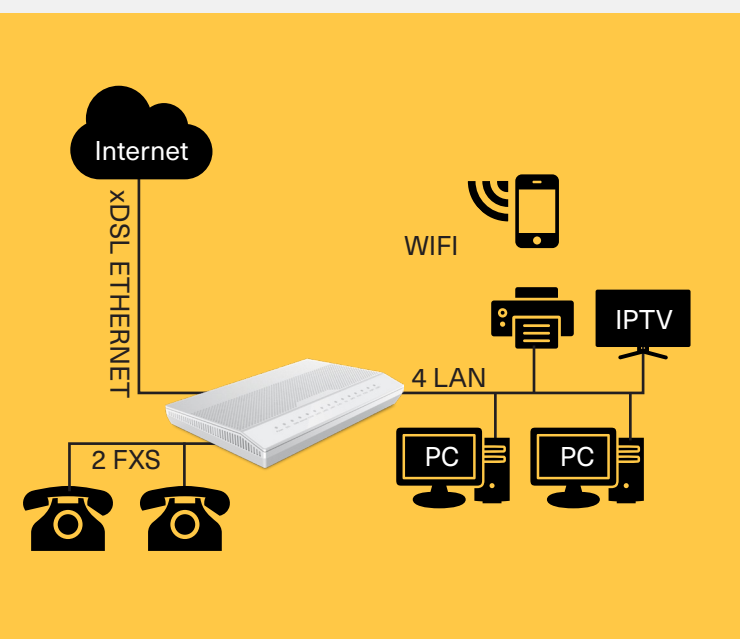 Internet
xDSL ETHERNET
WIFI
IPTV
4 LAN
2 FXS
PC
PC